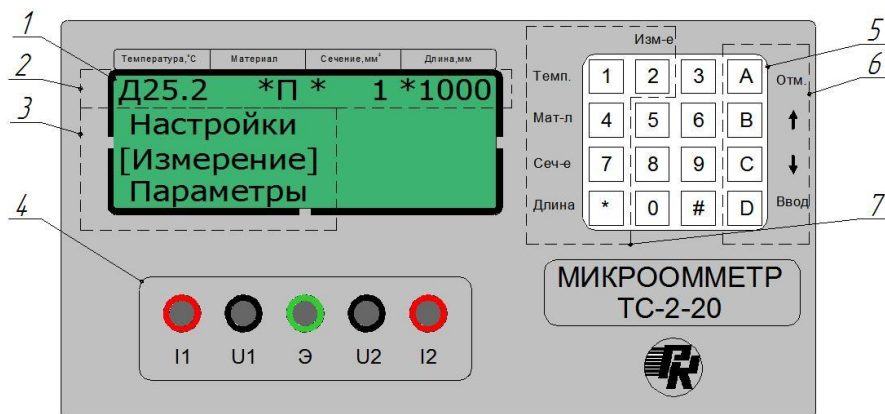 1
2
3
4
5
6
7
Температура,°С Материал Сечение,мм² Длина,мм
Д25.2 *П * 1 *1000
Настройки
[Измерение]
Параметры
Изм-е
Темп. 1 2 3 A Отм.
Мат-л 4 5 6 B ↑
Сеч-е 7 8 9 C ↓
Длина * 0 # D Ввод
МИКРООММЕТР
ТС-2-20
I1 U1 Э U2 I2
РК